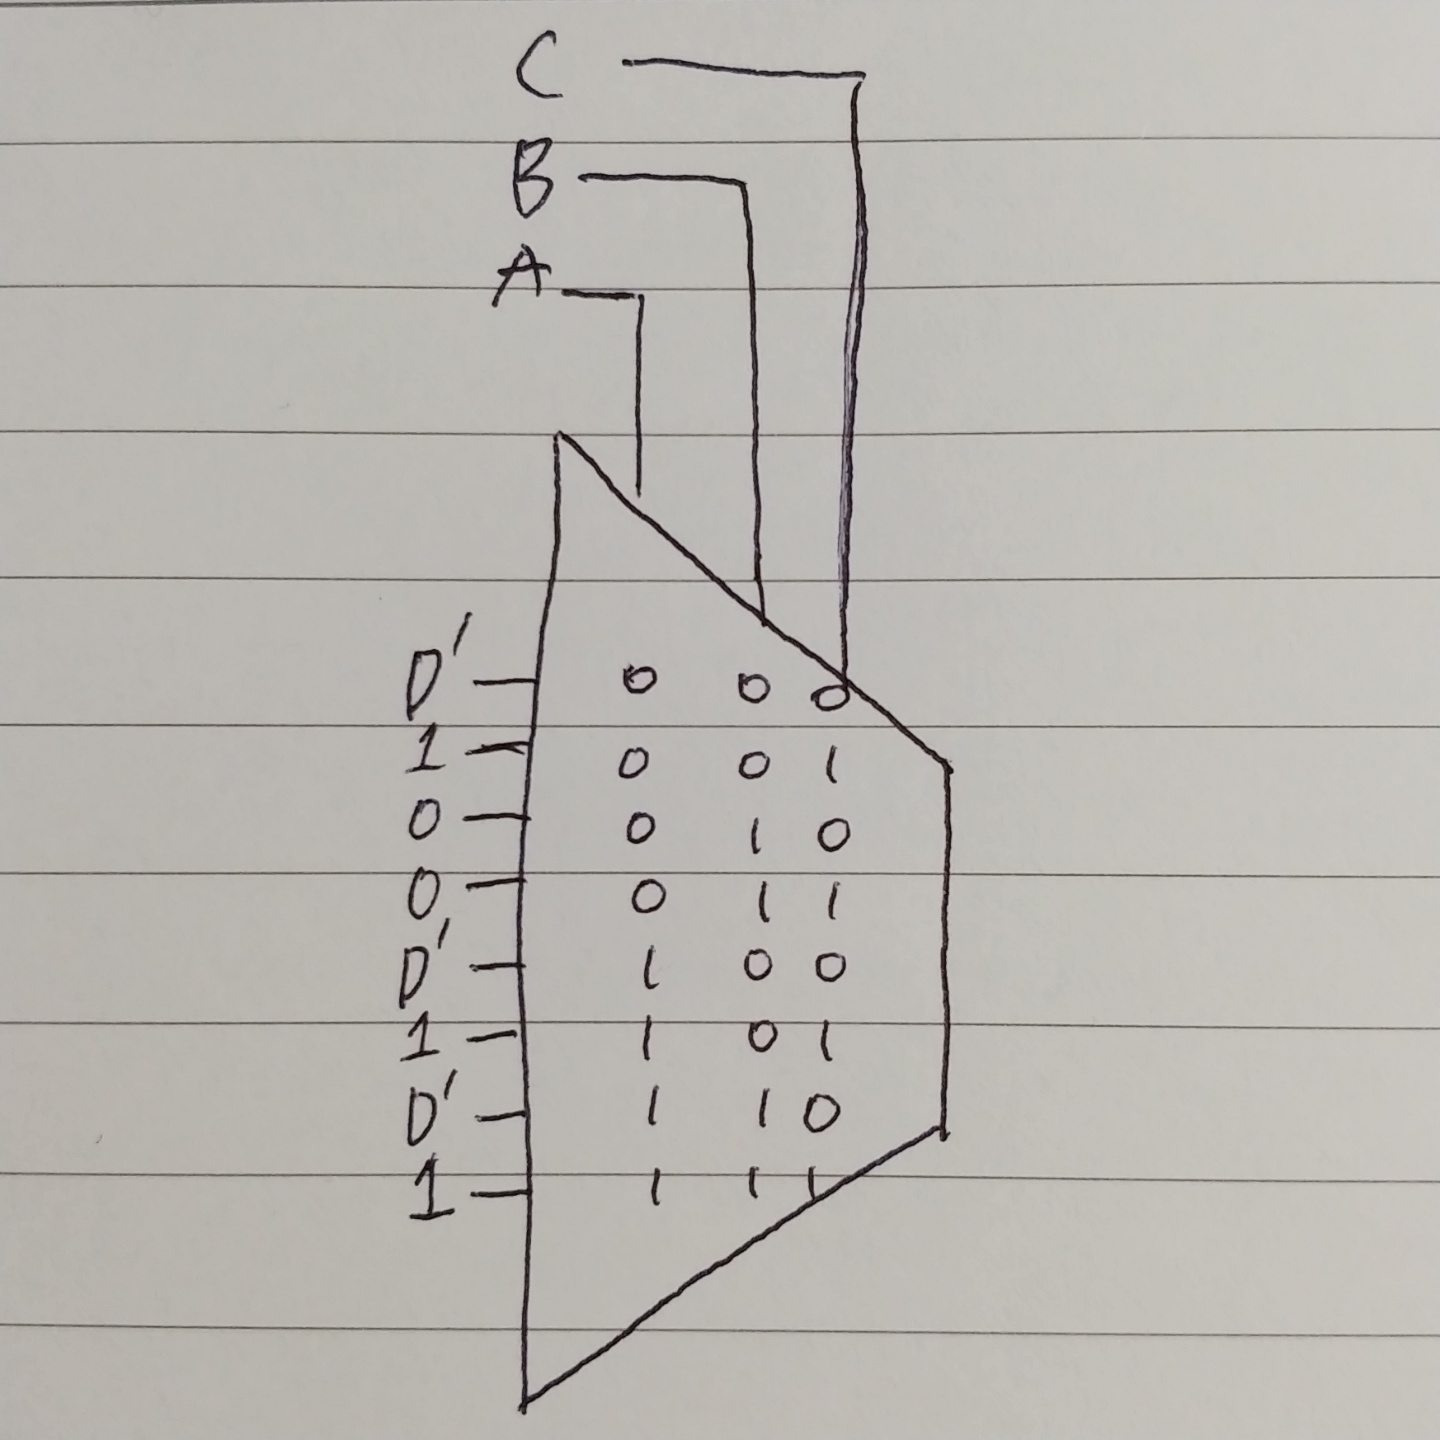 C
B
A
D' 0 0 0
1 0 0 1
0 0 1 0
0 0 1 1
D' 1 0 0
1 1 0 1
D' 1 1 0
1 1 1 1